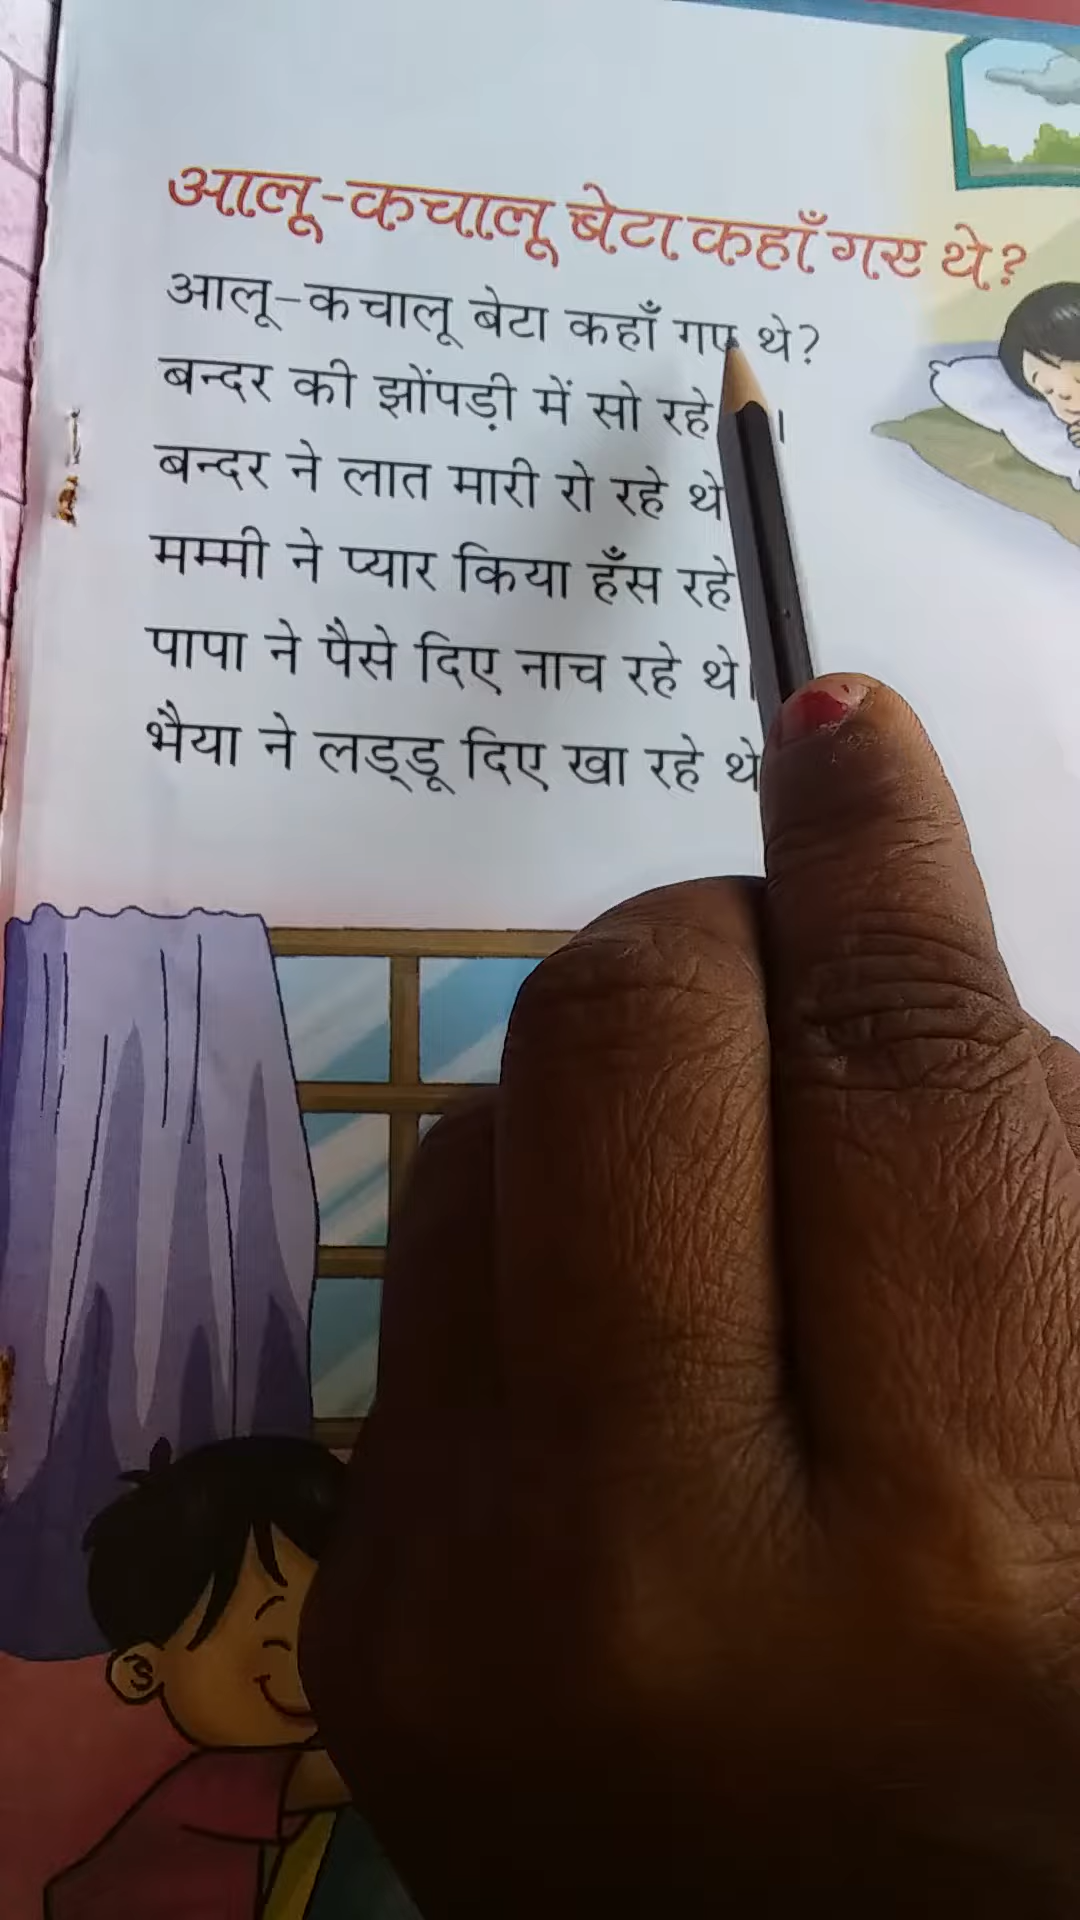 आलू-कचालू बेटा कहाँ गए थे?
आलू-कचालू बेटा कहाँ गए थे?
बन्दर की झोंपड़ी में सो रहे ।
बन्दर ने लात मारी रो रहे थे
मम्मी ने प्यार किया हँस रहे
पापा ने पैसे दिए नाच रहे थे।
भैया ने लड्डू दिए खा रहे थे